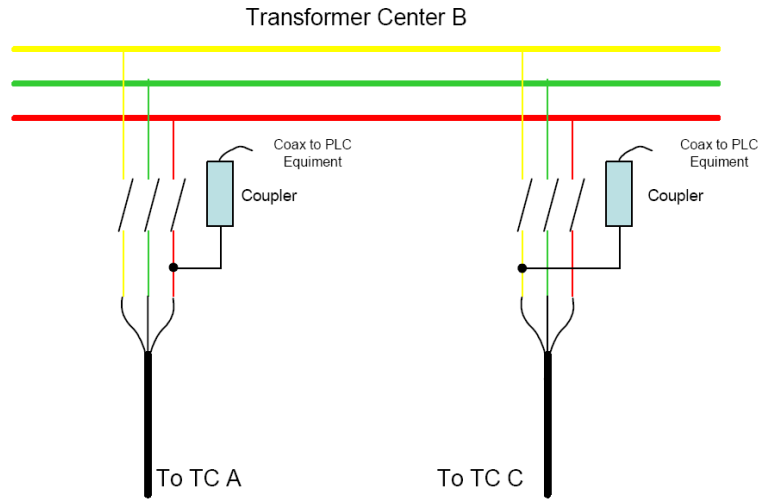 Transformer Center B
Coax to PLC
Equiment
Coupler
Coax to PLC
Equiment
Coupler
To TC A
To TC C